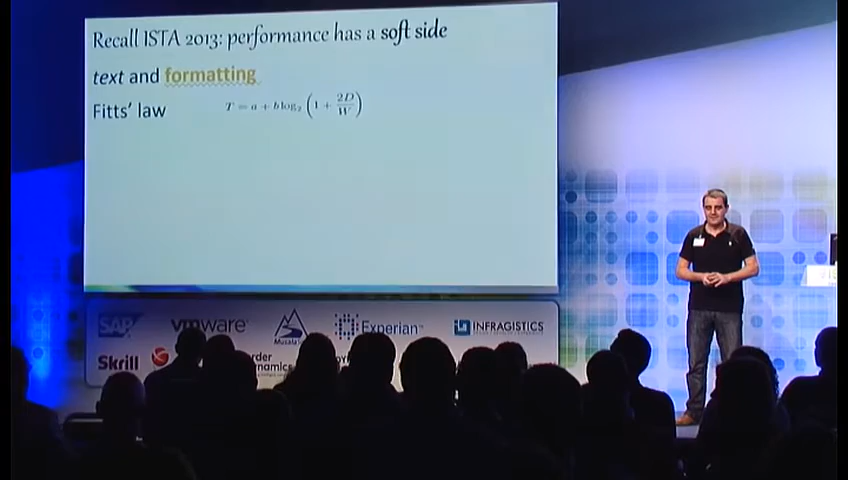 Recall ISTA 2013: performance has a soft side
text and formatting
Fitts' law T = a + b log₂ (1 + 2D/W)
SAP vmware Musala Experian INFRAGISTICS
Skrill